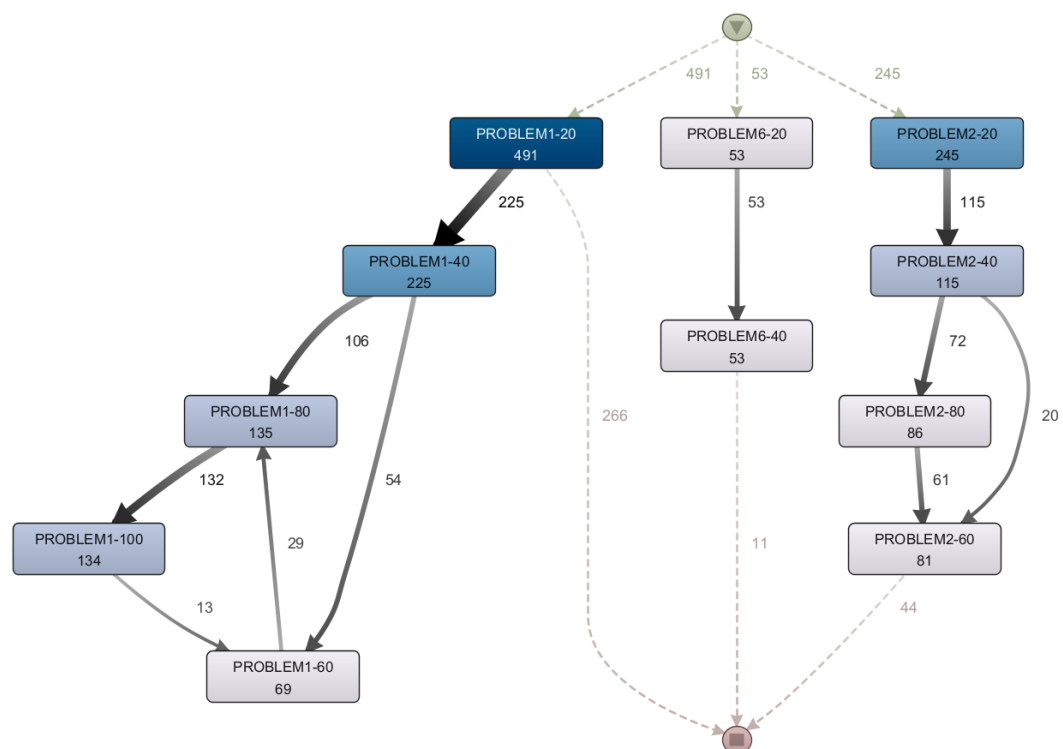 491
53
245
PROBLEM1-20
491
PROBLEM6-20
53
PROBLEM2-20
245
225
53
115
PROBLEM1-40
225
PROBLEM2-40
115
106
72
PROBLEM6-40
53
PROBLEM1-80
135
266
PROBLEM2-80
86
20
132
54
61
PROBLEM1-100
134
29
11
PROBLEM2-60
81
13
44
PROBLEM1-60
69